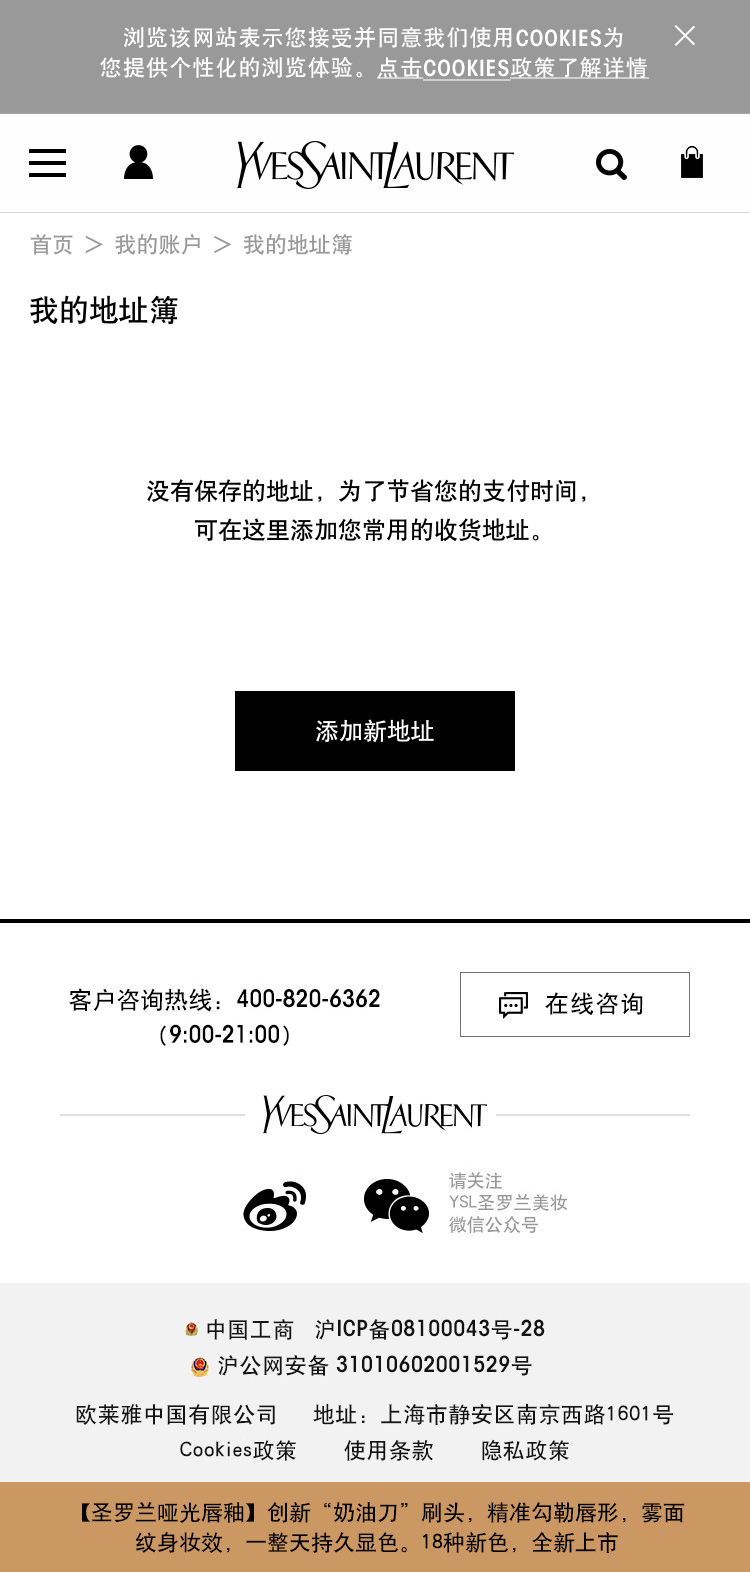 浏览该网站表示您接受并同意我们使用COOKIES为
您提供个性化的浏览体验。点击COOKIES政策了解详情
YVESSAINTLAURENT
首页 > 我的账户 > 我的地址簿
我的地址簿
没有保存的地址，为了节省您的支付时间，
可在这里添加您常用的收货地址。
添加新地址
客户咨询热线：400-820-6362
（9:00-21:00）
在线咨询
YVESSAINTLAURENT
请关注
YSL圣罗兰美妆
微信公众号
中国工商 沪ICP备08100043号-28
沪公网安备 31010602001529号
欧莱雅中国有限公司 地址：上海市静安区南京西路1601号
Cookies政策 使用条款 隐私政策
【圣罗兰哑光唇釉】创新“奶油刀”刷头，精准勾勒唇形，雾面
纹身妆效，一整天持久显色。18种新色，全新上市